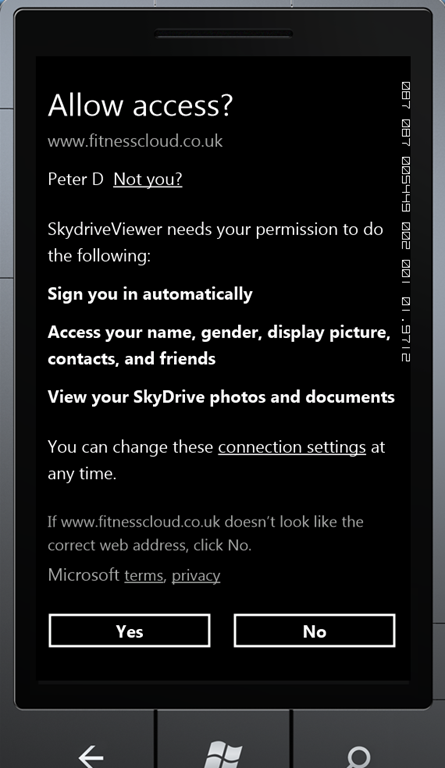 Allow access?
www.fitnesscloud.co.uk
Peter D Not you?
SkydriveViewer needs your permission to do
the following:
Sign you in automatically
Access your name, gender, display picture,
contacts, and friends
View your SkyDrive photos and documents
You can change these connection settings at
any time.
If www.fitnesscloud.co.uk doesn't look like the
correct web address, click No.
Microsoft terms, privacy
Yes No
087 087 005449 002 001 01.9712